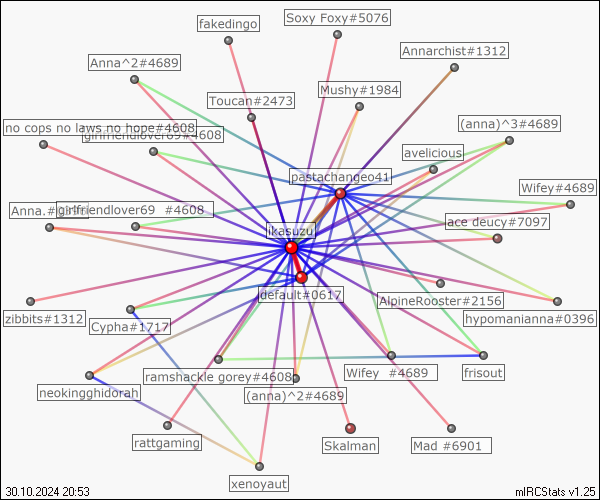 Soxy Foxy#5076
fakedingo
Annarchist#1312
Anna^2#4689
Mushy#1984
Toucan#2473
(anna)^3#4689
no cops no laws no hope#4608
girlfriendlover69#4608
avelicious
pastachangeo41
Wifey#4689
girlfriendlover69 #4608
ace deucy#7097
ikasuzu
default#0617
AlpineRooster#2156
zibbits#1312
Cypha#1717
hypomanianna#0396
ramshackle gorey#4608
Wifey #4689
frisout
neokingghidorah
(anna)^2#4689
rattgaming
Skalman
Mad #6901
xenoyaut
30.10.2024 20:53
mIRCStats v1.25